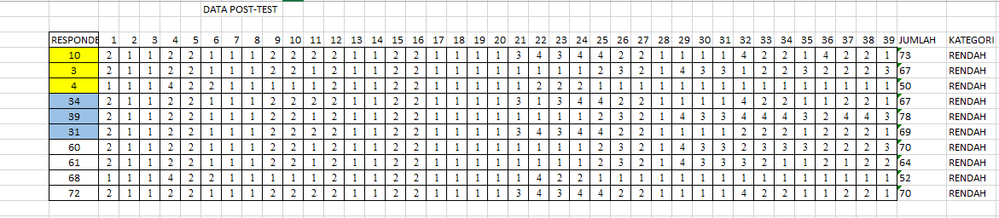 DATA POST-TEST
RESPONDE 1 2 3 4 5 6 7 8 9 10 11 12 13 14 15 16 17 18 19 20 21 22 23 24 25 26 27 28 29 30 31 32 33 34 35 36 37 38 39 JUMLAH KATEGORI
10 2 1 1 2 2 1 1 1 2 2 2 2 1 1 2 2 1 1 1 1 3 4 3 4 4 2 2 1 1 1 1 4 2 2 1 4 2 2 1 73 RENDAH
3 2 1 1 2 2 1 1 1 2 2 1 2 1 1 2 2 1 1 1 1 1 1 1 1 2 3 2 1 4 3 3 1 2 2 3 2 2 2 3 67 RENDAH
4 1 1 1 4 2 2 1 1 1 1 1 2 1 1 2 2 1 1 1 1 1 2 2 2 1 1 1 1 1 1 1 1 1 1 1 1 1 1 1 50 RENDAH
34 2 1 1 2 2 1 1 1 2 2 1 2 1 1 2 2 1 1 1 1 3 1 3 4 4 2 2 1 1 1 1 4 2 2 1 1 2 2 1 67 RENDAH
39 2 1 1 2 2 1 1 1 2 2 1 2 1 1 2 2 1 1 1 1 1 1 1 1 2 3 2 1 4 3 3 4 4 4 3 2 4 4 3 78 RENDAH
31 2 1 1 2 2 1 1 1 2 2 2 2 1 1 2 2 1 1 1 1 3 4 3 4 4 2 2 1 1 1 1 2 2 2 1 2 2 2 1 69 RENDAH
60 2 1 1 2 2 1 1 1 2 2 1 2 1 1 2 2 1 1 1 1 1 1 1 1 2 3 2 1 4 3 3 2 3 3 3 2 2 2 3 70 RENDAH
61 2 1 1 2 2 1 1 1 2 2 1 2 1 1 2 2 1 1 1 1 1 1 1 1 2 3 2 1 4 3 3 3 2 1 1 2 1 2 2 64 RENDAH
68 1 1 1 4 2 2 1 1 1 1 1 2 1 1 2 2 1 1 1 1 1 4 2 2 1 1 1 1 1 1 1 1 1 1 1 1 1 1 1 52 RENDAH
72 2 1 1 2 2 1 1 1 2 2 2 2 1 1 2 2 1 1 1 1 3 4 3 4 4 2 2 1 1 1 1 4 2 2 1 1 2 2 1 70 RENDAH